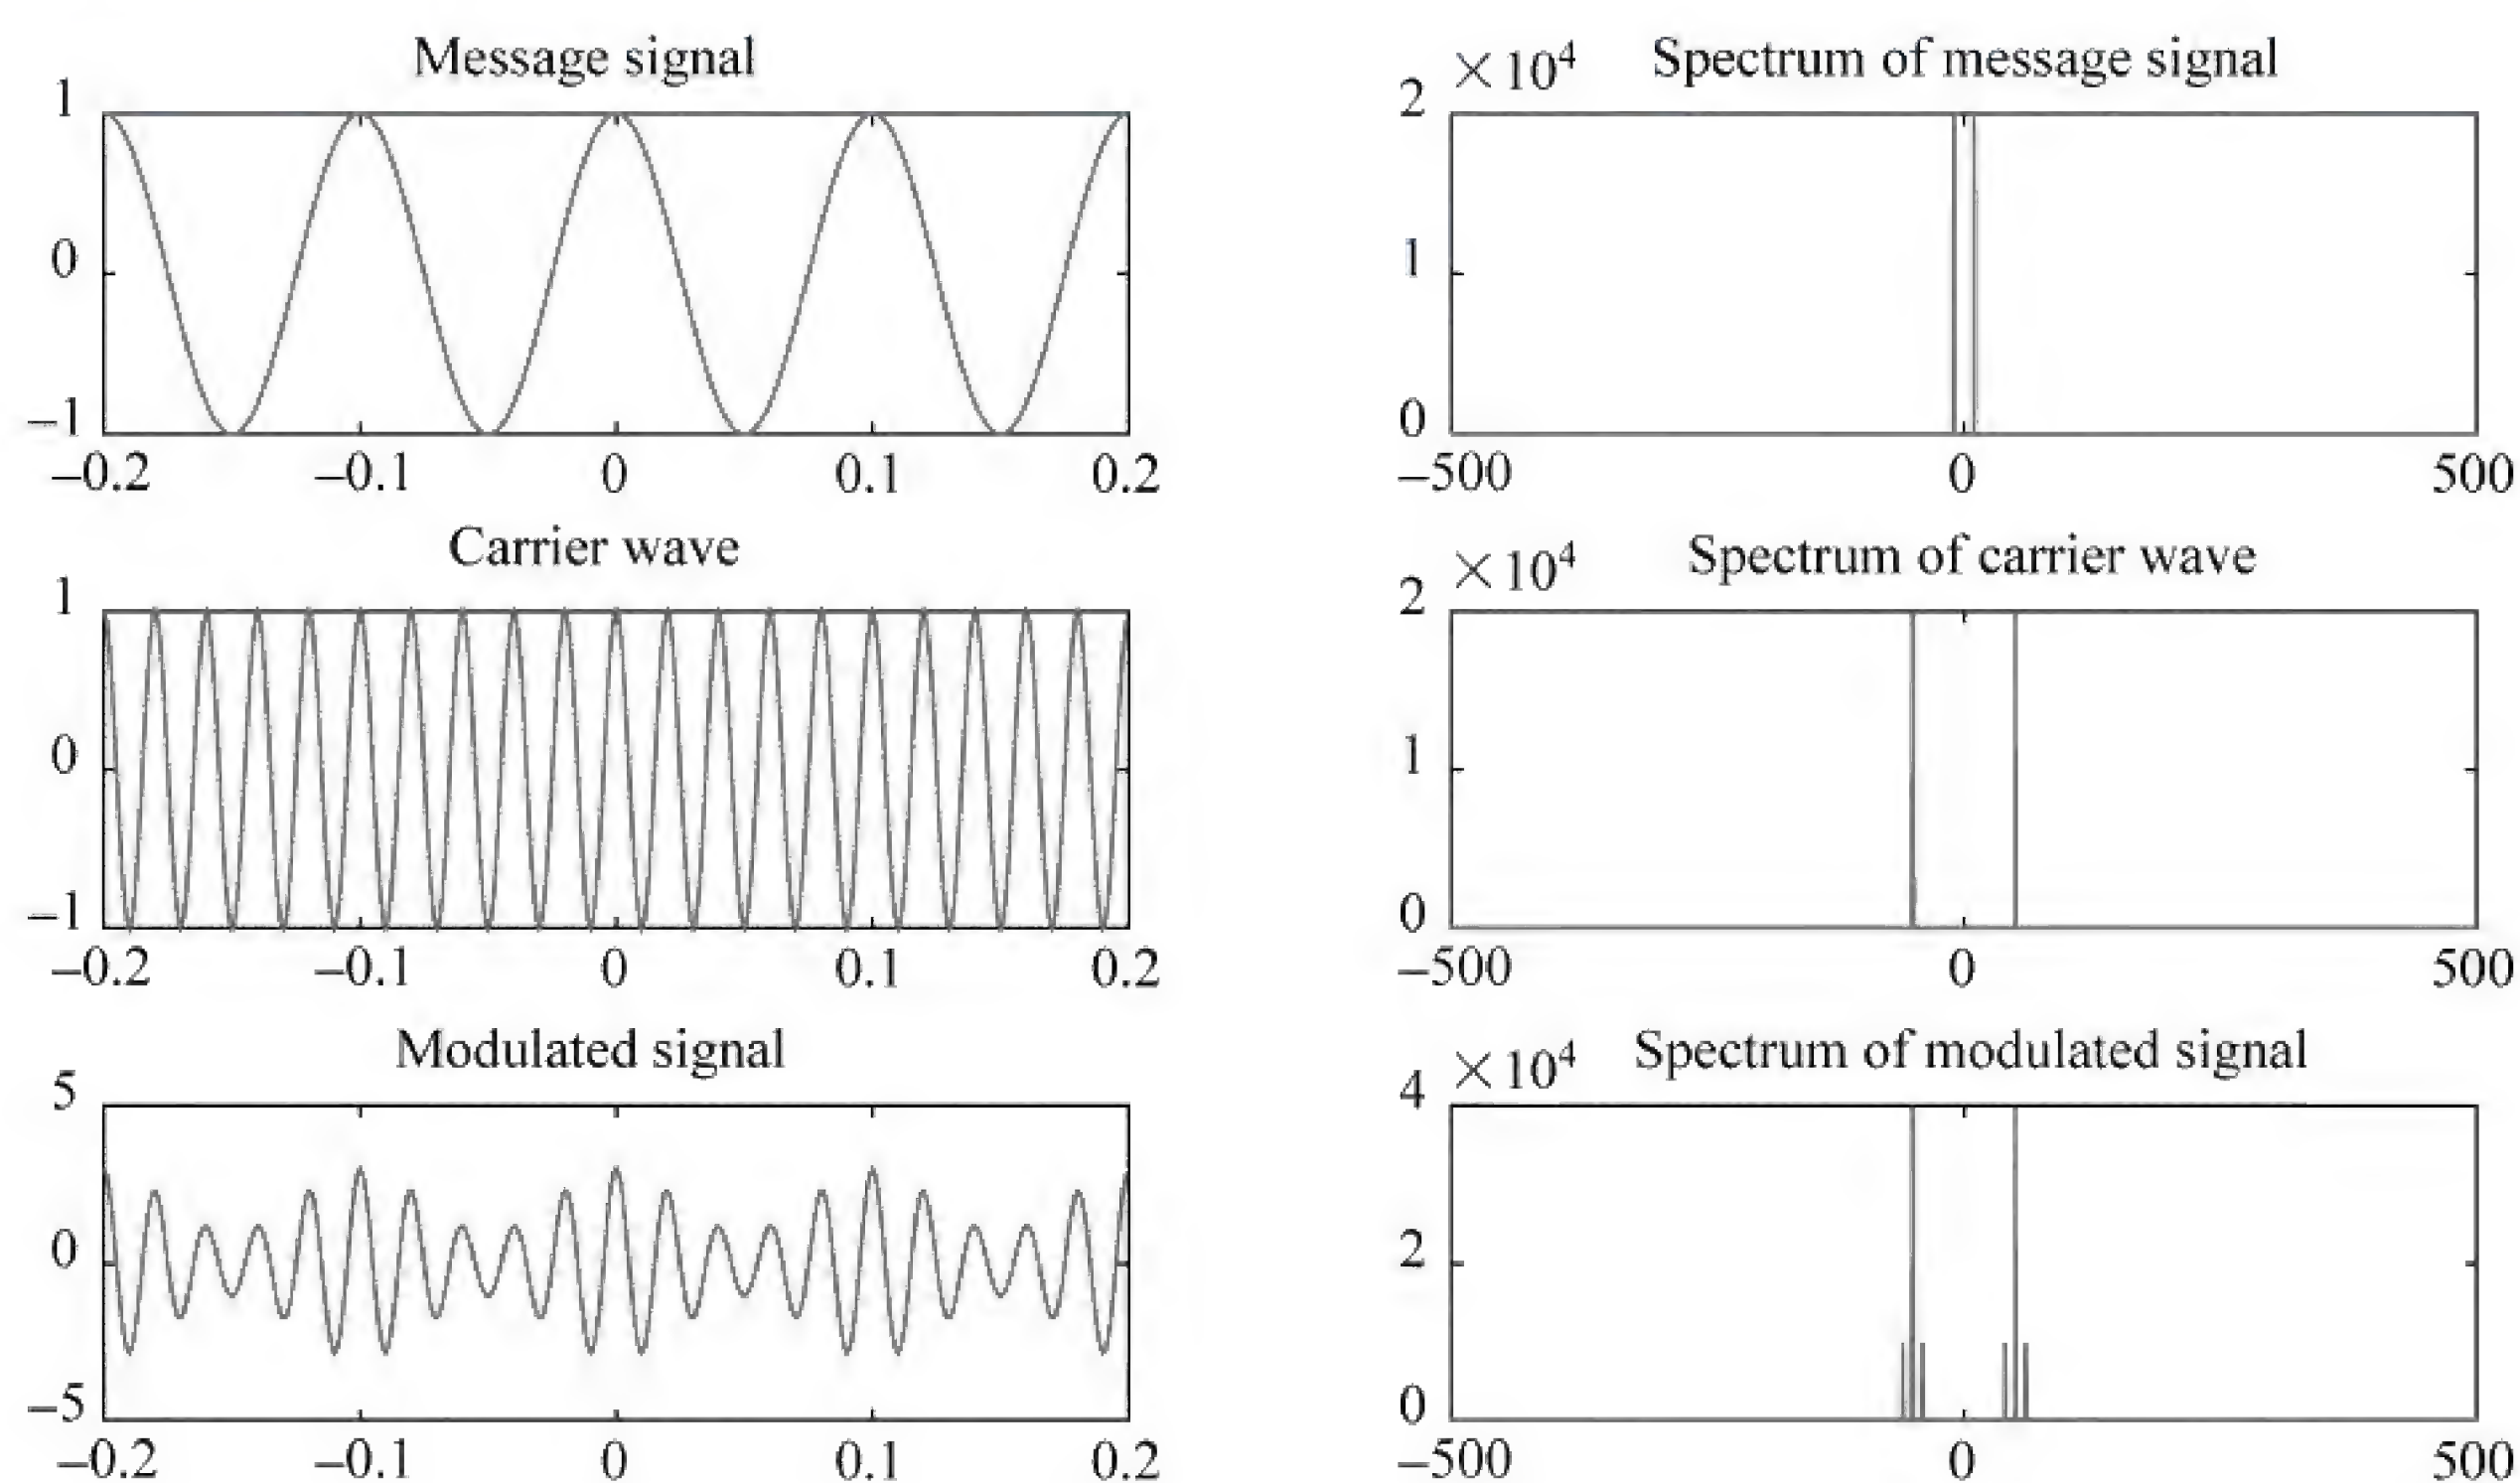 Message signal
1
0
–1
–0.2 –0.1 0 0.1 0.2
×10⁴ Spectrum of message signal
2
1
0
–500 0 500
Carrier wave
1
0
–1
–0.2 –0.1 0 0.1 0.2
×10⁴ Spectrum of carrier wave
2
1
0
–500 0 500
Modulated signal
5
0
–5
–0.2 –0.1 0 0.1 0.2
×10⁴ Spectrum of modulated signal
4
2
0
–500 0 500